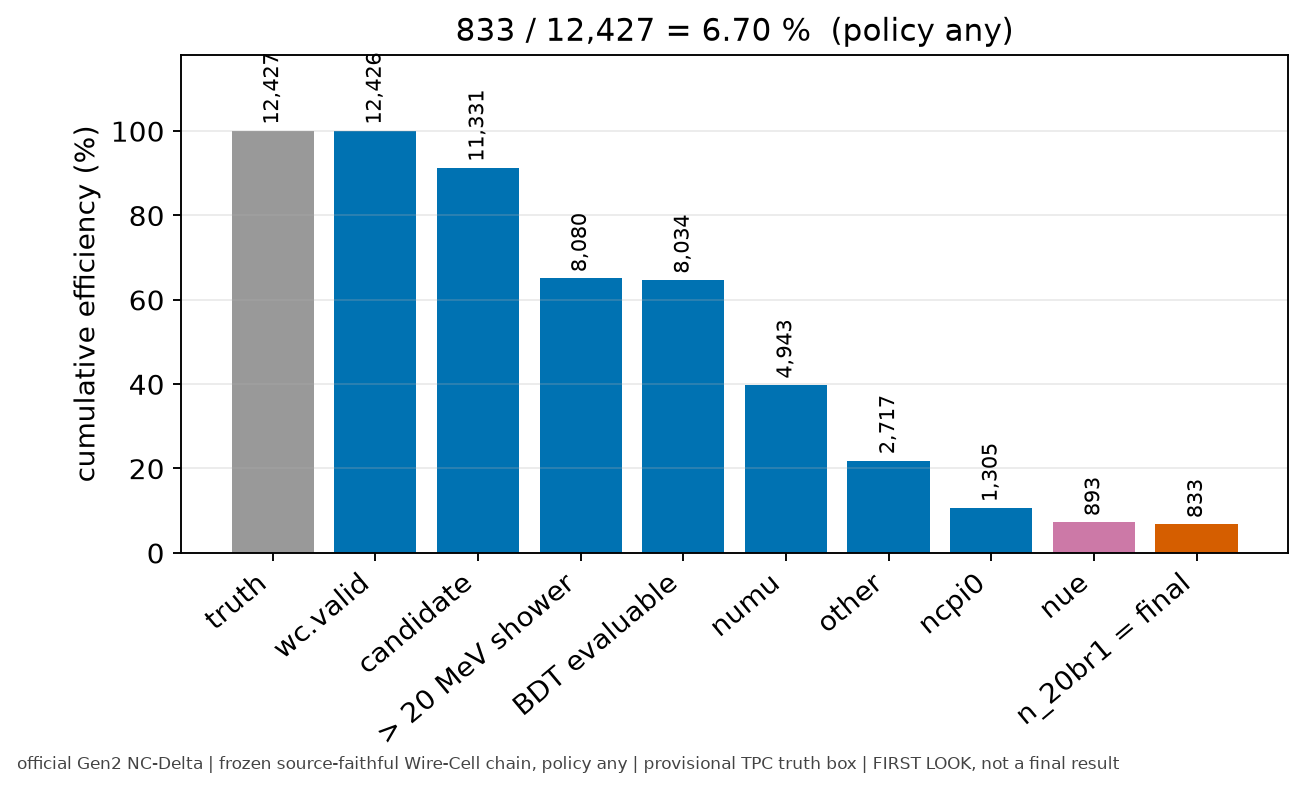 833 / 12,427 = 6.70 % (policy any)
cumulative efficiency (%)
100
80
60
40
20
0
12,427
12,426
11,331
8,080
8,034
4,943
2,717
1,305
893
833
truth
wc.valid
candidate
> 20 MeV shower
BDT evaluable
numu
other
ncpi0
nue
n_20br1 = final
official Gen2 NC-Delta | frozen source-faithful Wire-Cell chain, policy any | provisional TPC truth box | FIRST LOOK, not a final result